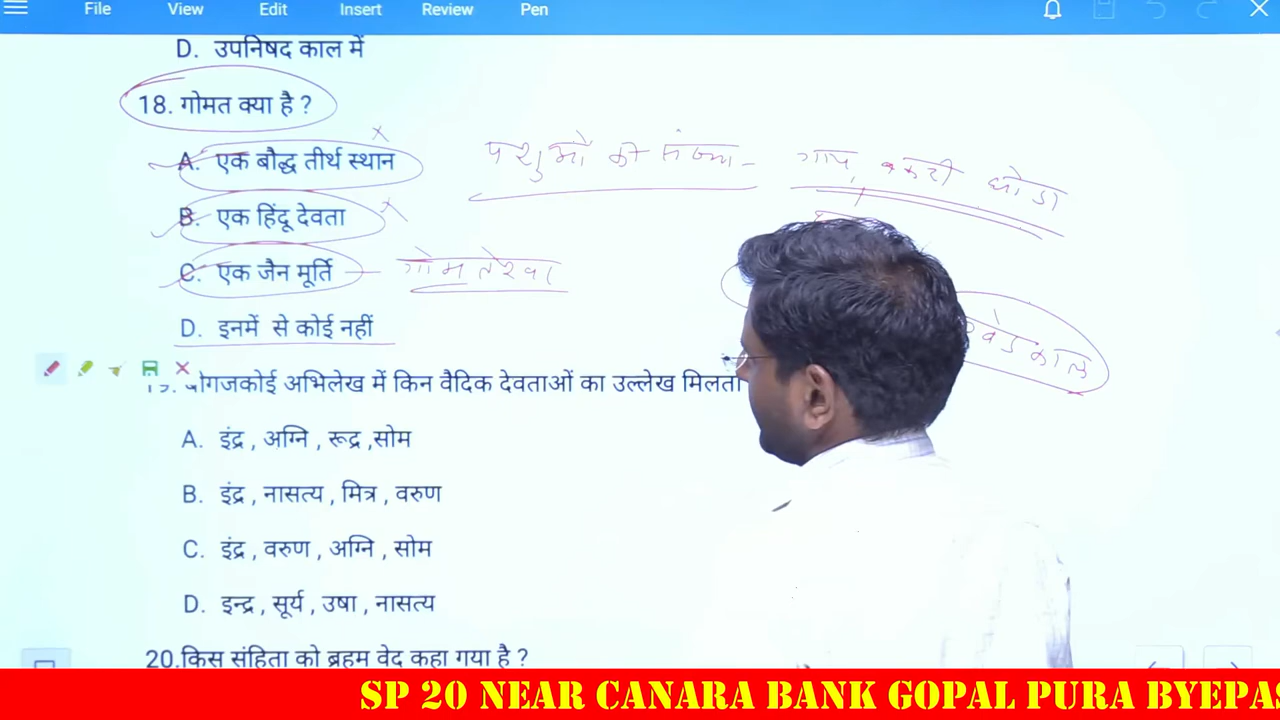 File View Edit Insert Review Pen
D. उपनिषद काल में
18. गोमत क्या है ?
A. एक बौद्ध तीर्थ स्थान
पशुओं की संज्ञा - गाय, बकरी घोडा
B. एक हिंदू देवता
C. एक जैन मूर्ति
D. इनमें से कोई नहीं
अभिलेख में किन वैदिक देवताओं का उल्लेख मिलता
A. इंद्र , अग्नि , रूद्र ,सोम
B. इंद्र , नासत्य , मित्र , वरुण
C. इंद्र , वरुण , अग्नि , सोम
D. इन्द्र , सूर्य , उषा , नासत्य
20.किस संहिता को ब्रहम वेद कहा गया है ?
SP 20 NEAR CANARA BANK GOPAL PURA